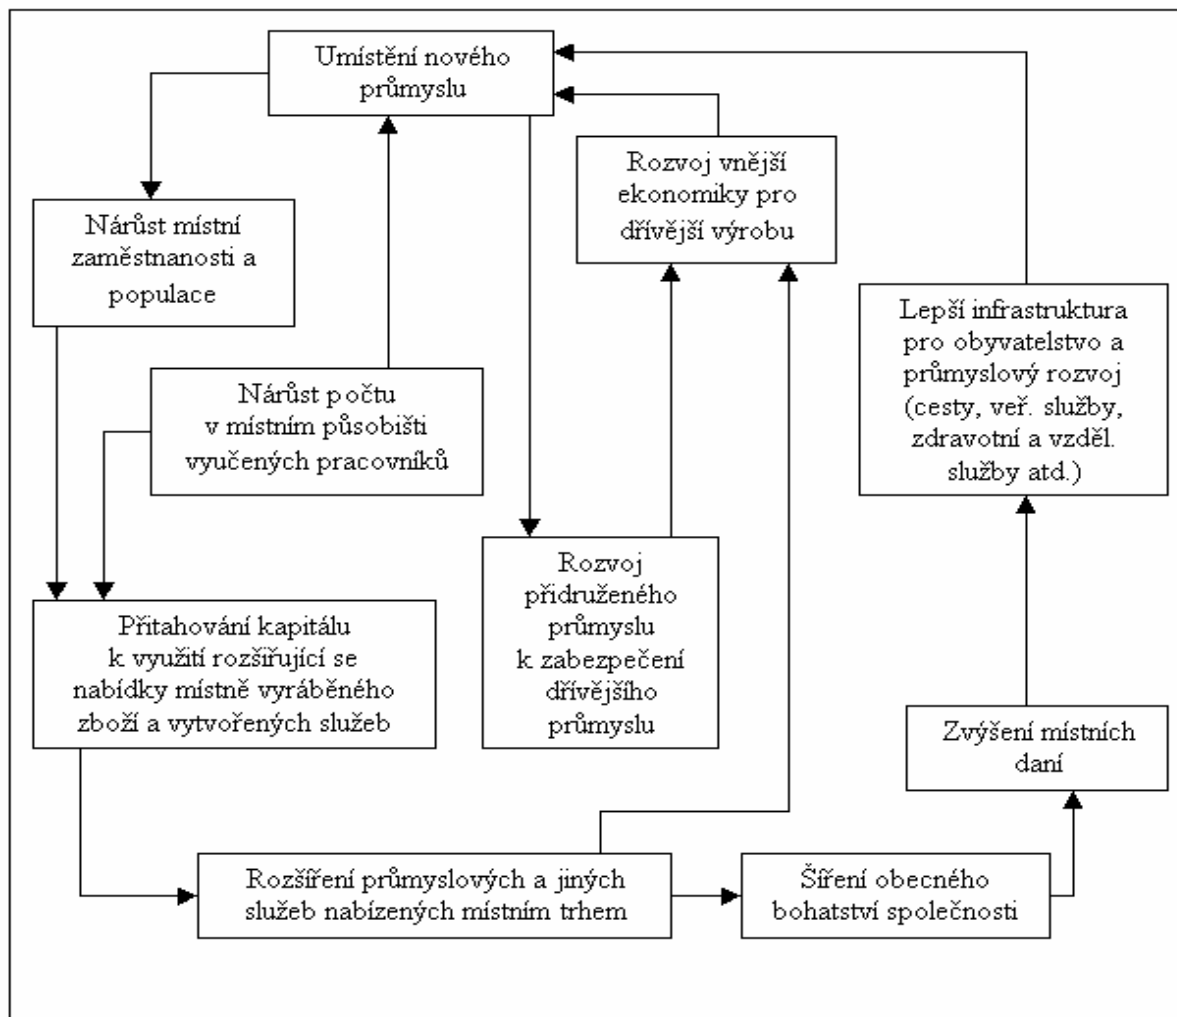 Umístění nového
průmyslu
Rozvoj vnější
ekonomiky pro
dřívější výrobu
Nárůst místní
zaměstnanosti a
populace
Lepší infrastruktura
pro obyvatelstvo a
průmyslový rozvoj
(cesty, veř. služby,
zdravotní a vzděl.
služby atd.)
Nárůst počtu
v místním působišti
vyučených pracovníků
Rozvoj
přidruženého
průmyslu
k zabezpečení
dřívějšího
průmyslu
Přitahování kapitálu
k využití rozšiřující se
nabídky místně vyráběného
zboží a vytvořených služeb
Zvýšení místních
daní
Rozšíření průmyslových a jiných
služeb nabízených místním trhem
Šíření obecného
bohatství společnosti